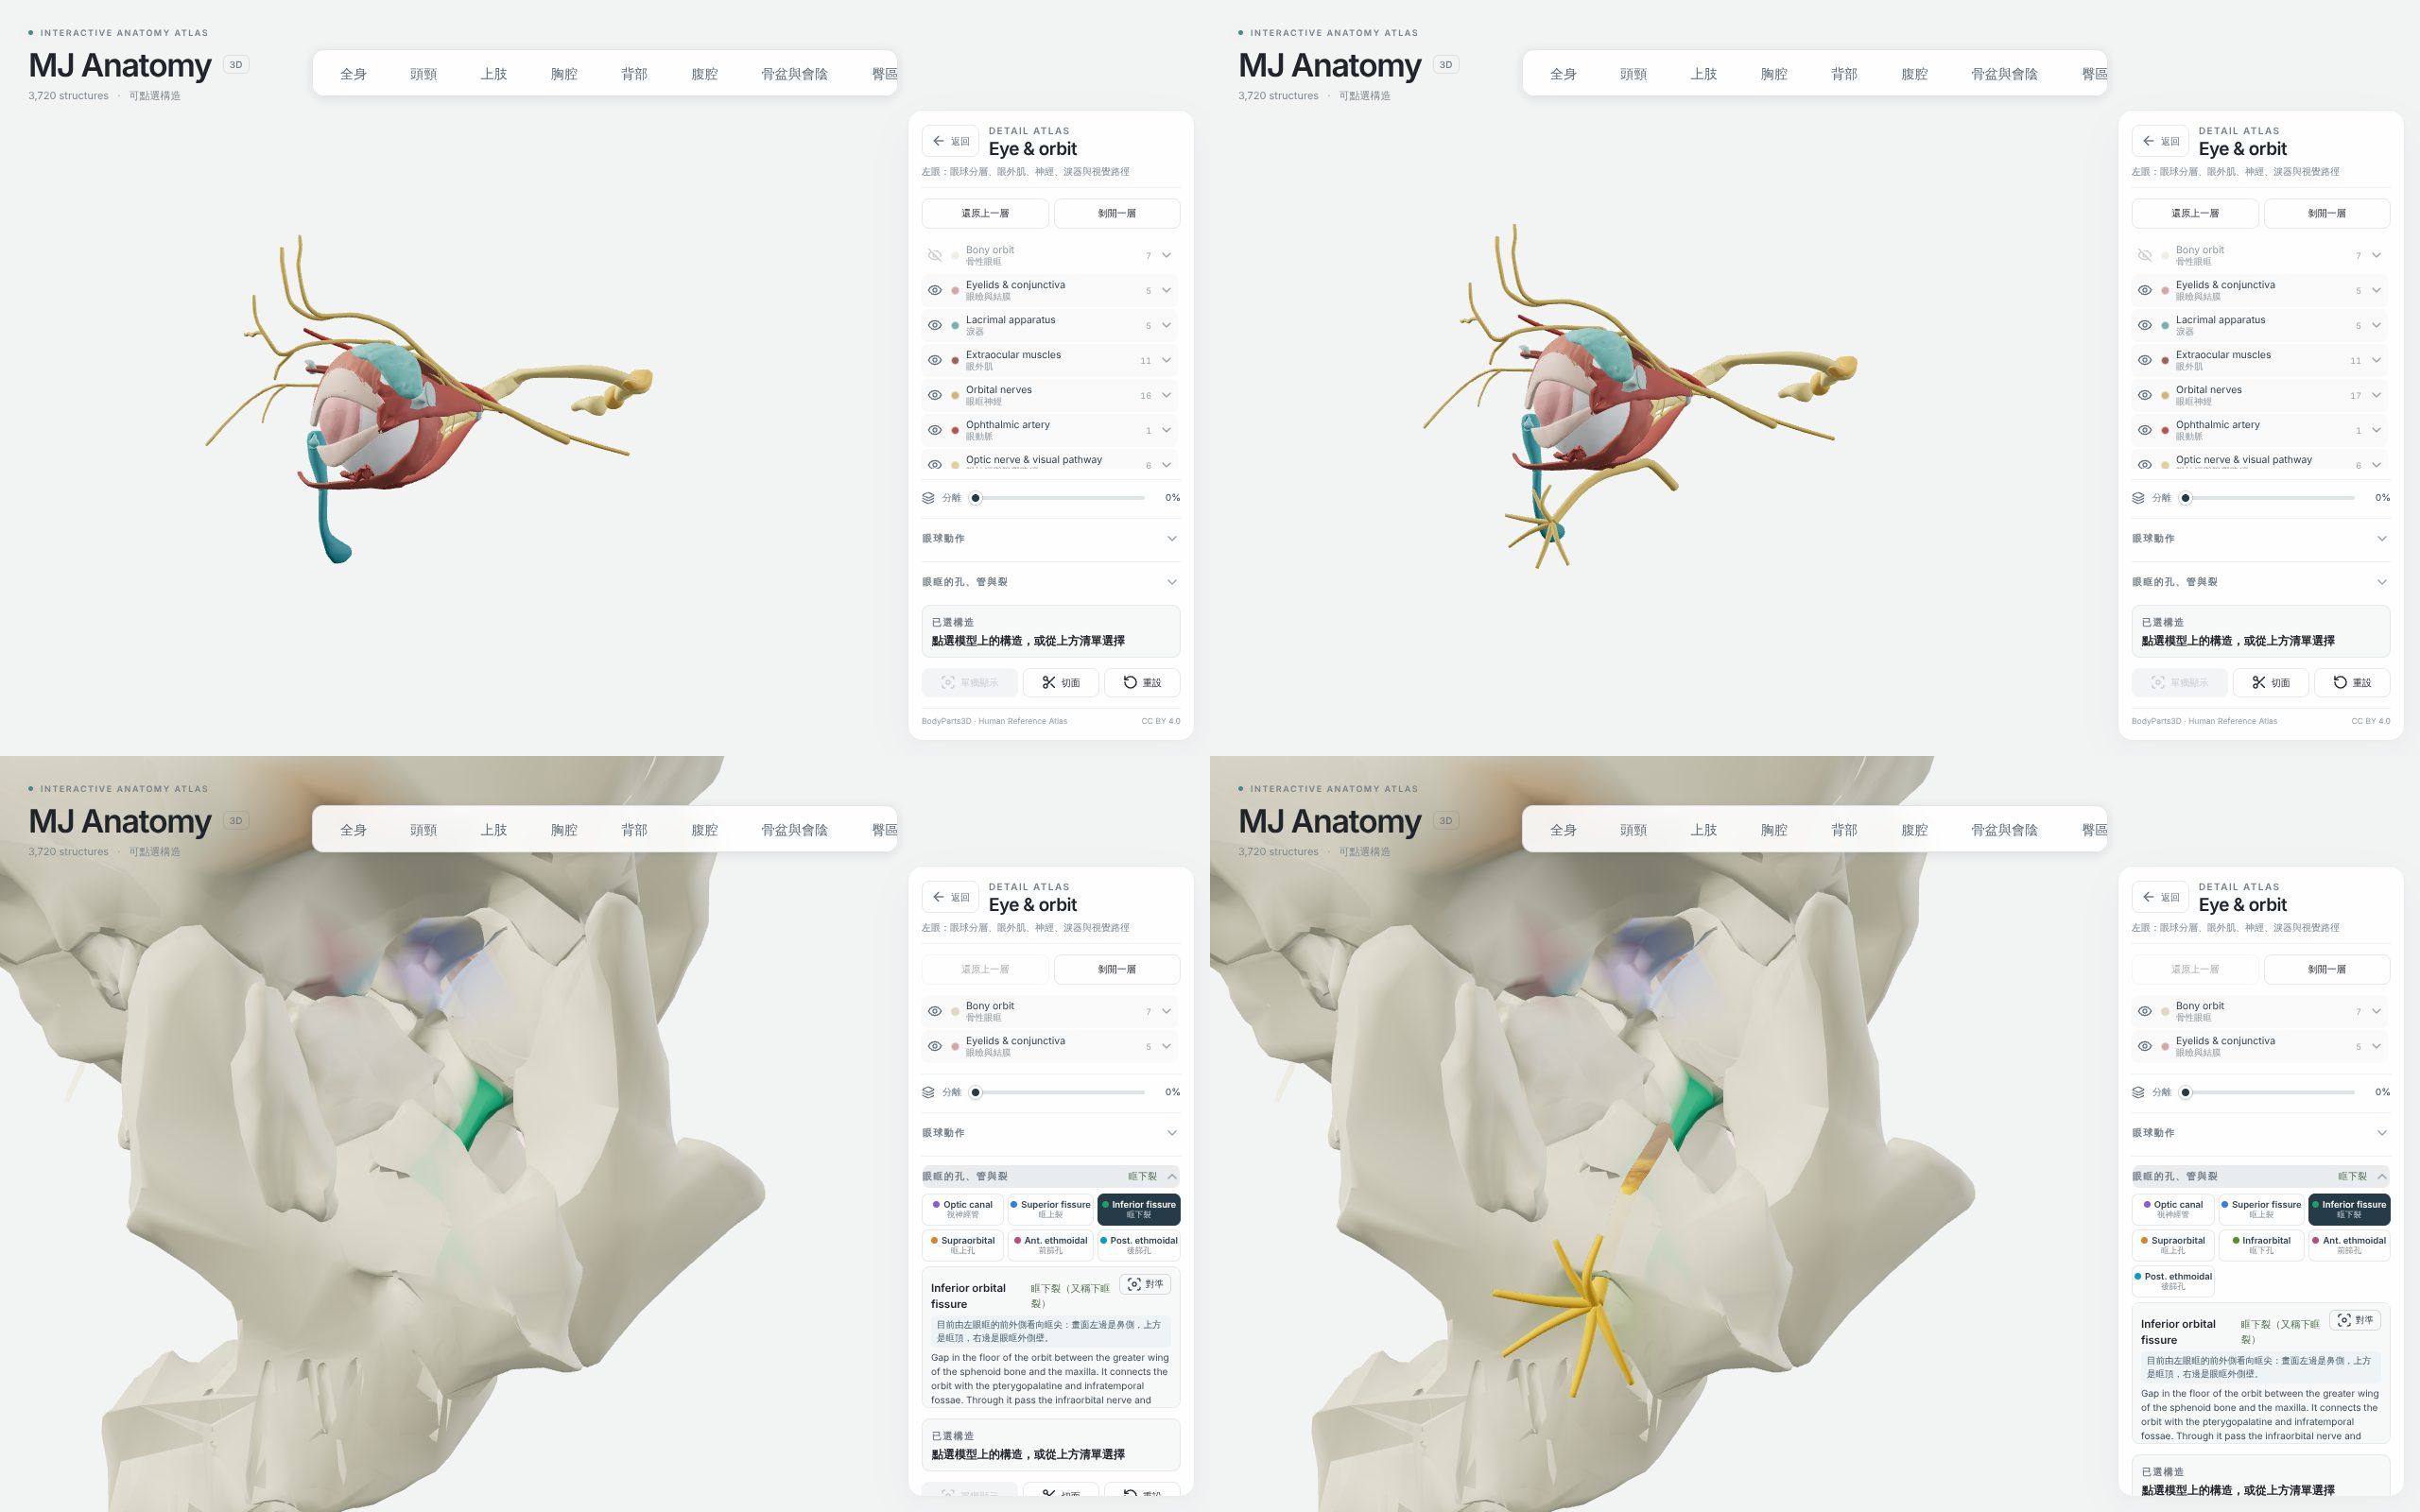 INTERACTIVE ANATOMY ATLAS
MJ Anatomy 3D
3,720 structures · 可點選構造
全身 頭頸 上肢 胸腔 背部 腹腔 骨盆與會陰 臀區
返回
DETAIL ATLAS
Eye & orbit
左眼：眼球分層、眼外肌、神經、淚器與視覺路徑
還原上一層 剝開一層
Bony orbit 7
骨性眼眶
Eyelids & conjunctiva 5
眼瞼與結膜
Lacrimal apparatus 5
淚器
Extraocular muscles 11
眼外肌
Orbital nerves 16
眼眶神經
Ophthalmic artery 1
眼動脈
Optic nerve & visual pathway 6
分離 0%
眼球動作
眼眶的孔、管與裂
已選構造
點選模型上的構造，或從上方清單選擇
單獨顯示 切面 重設
BodyParts3D · Human Reference Atlas CC BY 4.0
INTERACTIVE ANATOMY ATLAS
MJ Anatomy 3D
3,720 structures · 可點選構造
全身 頭頸 上肢 胸腔 背部 腹腔 骨盆與會陰 臀區
返回
DETAIL ATLAS
Eye & orbit
左眼：眼球分層、眼外肌、神經、淚器與視覺路徑
還原上一層 剝開一層
Bony orbit 7
骨性眼眶
Eyelids & conjunctiva 5
眼瞼與結膜
Lacrimal apparatus 5
淚器
Extraocular muscles 11
眼外肌
Orbital nerves 17
眼眶神經
Ophthalmic artery 1
眼動脈
Optic nerve & visual pathway 6
分離 0%
眼球動作
眼眶的孔、管與裂
已選構造
點選模型上的構造，或從上方清單選擇
單獨顯示 切面 重設
BodyParts3D · Human Reference Atlas CC BY 4.0
INTERACTIVE ANATOMY ATLAS
MJ Anatomy 3D
3,720 structures · 可點選構造
全身 頭頸 上肢 胸腔 背部 腹腔 骨盆與會陰 臀區
返回
DETAIL ATLAS
Eye & orbit
左眼：眼球分層、眼外肌、神經、淚器與視覺路徑
還原上一層 剝開一層
Bony orbit 7
骨性眼眶
Eyelids & conjunctiva 5
眼瞼與結膜
分離 0%
眼球動作
眼眶的孔、管與裂 眶下裂
Optic canal Superior fissure Inferior fissure
視神經管 眶上裂 眶下裂
Supraorbital Ant. ethmoidal Post. ethmoidal
眶上孔 前篩孔 後篩孔
Inferior orbital fissure 眶下裂（又稱下眶裂） 對準
目前由左眼眶的前外側看向眶尖：畫面左邊是鼻側，上方
是眶頂，右邊是眼眶外側壁。
Gap in the floor of the orbit between the greater wing
of the sphenoid bone and the maxilla. It connects the
orbit with the pterygopalatine and infratemporal
fossae. Through it pass the infraorbital nerve and
已選構造
點選模型上的構造，或從上方清單選擇
單獨顯示 切面 重設
INTERACTIVE ANATOMY ATLAS
MJ Anatomy 3D
3,720 structures · 可點選構造
全身 頭頸 上肢 胸腔 背部 腹腔 骨盆與會陰 臀區
返回
DETAIL ATLAS
Eye & orbit
左眼：眼球分層、眼外肌、神經、淚器與視覺路徑
還原上一層 剝開一層
Bony orbit 7
骨性眼眶
Eyelids & conjunctiva 5
眼瞼與結膜
分離 0%
眼球動作
眼眶的孔、管與裂 眶下裂
Optic canal Superior fissure Inferior fissure
視神經管 眶上裂 眶下裂
Supraorbital Infraorbital Ant. ethmoidal
眶上孔 眶下孔 前篩孔
Post. ethmoidal
後篩孔
Inferior orbital fissure 眶下裂（又稱下眶裂） 對準
目前由左眼眶的前外側看向眶尖：畫面左邊是鼻側，上方
是眶頂，右邊是眼眶外側壁。
Gap in the floor of the orbit between the greater wing
of the sphenoid bone and the maxilla. It connects the
orbit with the pterygopalatine and infratemporal
fossae. Through it pass the infraorbital nerve and
已選構造
點選模型上的構造，或從上方清單選擇